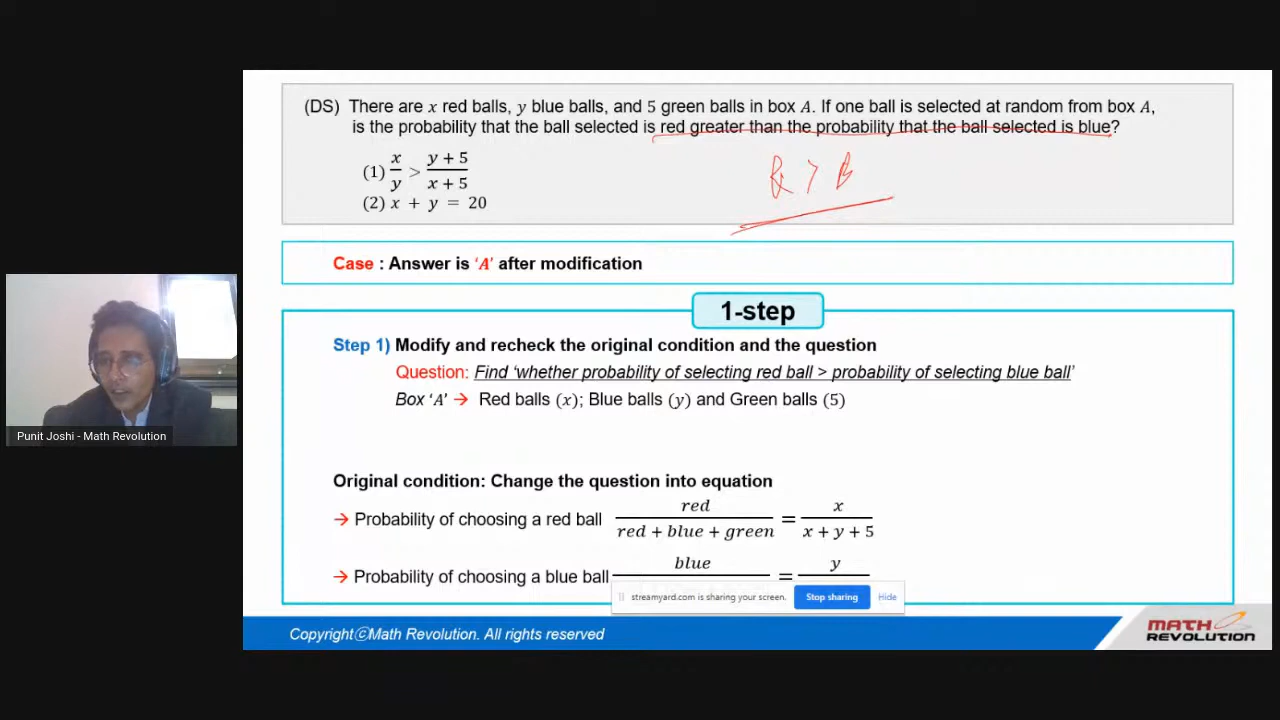 (DS) There are x red balls, y blue balls, and 5 green balls in box A. If one ball is selected at random from box A,
is the probability that the ball selected is red greater than the probability that the ball selected is blue?
(1) x/y > y + 5/x + 5
(2) x + y = 20
R > B
Case : Answer is 'A' after modification
1-step
Step 1) Modify and recheck the original condition and the question
Question: Find 'whether probability of selecting red ball > probability of selecting blue ball'
Box 'A' → Red balls (x); Blue balls (y) and Green balls (5)
Original condition: Change the question into equation
→ Probability of choosing a red ball red/red + blue + green = x/x + y + 5
→ Probability of choosing a blue ball blue = y
streamyard.com is sharing your screen. Stop sharing Hide
Punit Joshi - Math Revolution
CopyrightⓒMath Revolution. All rights reserved
MATH
REVOLUTION